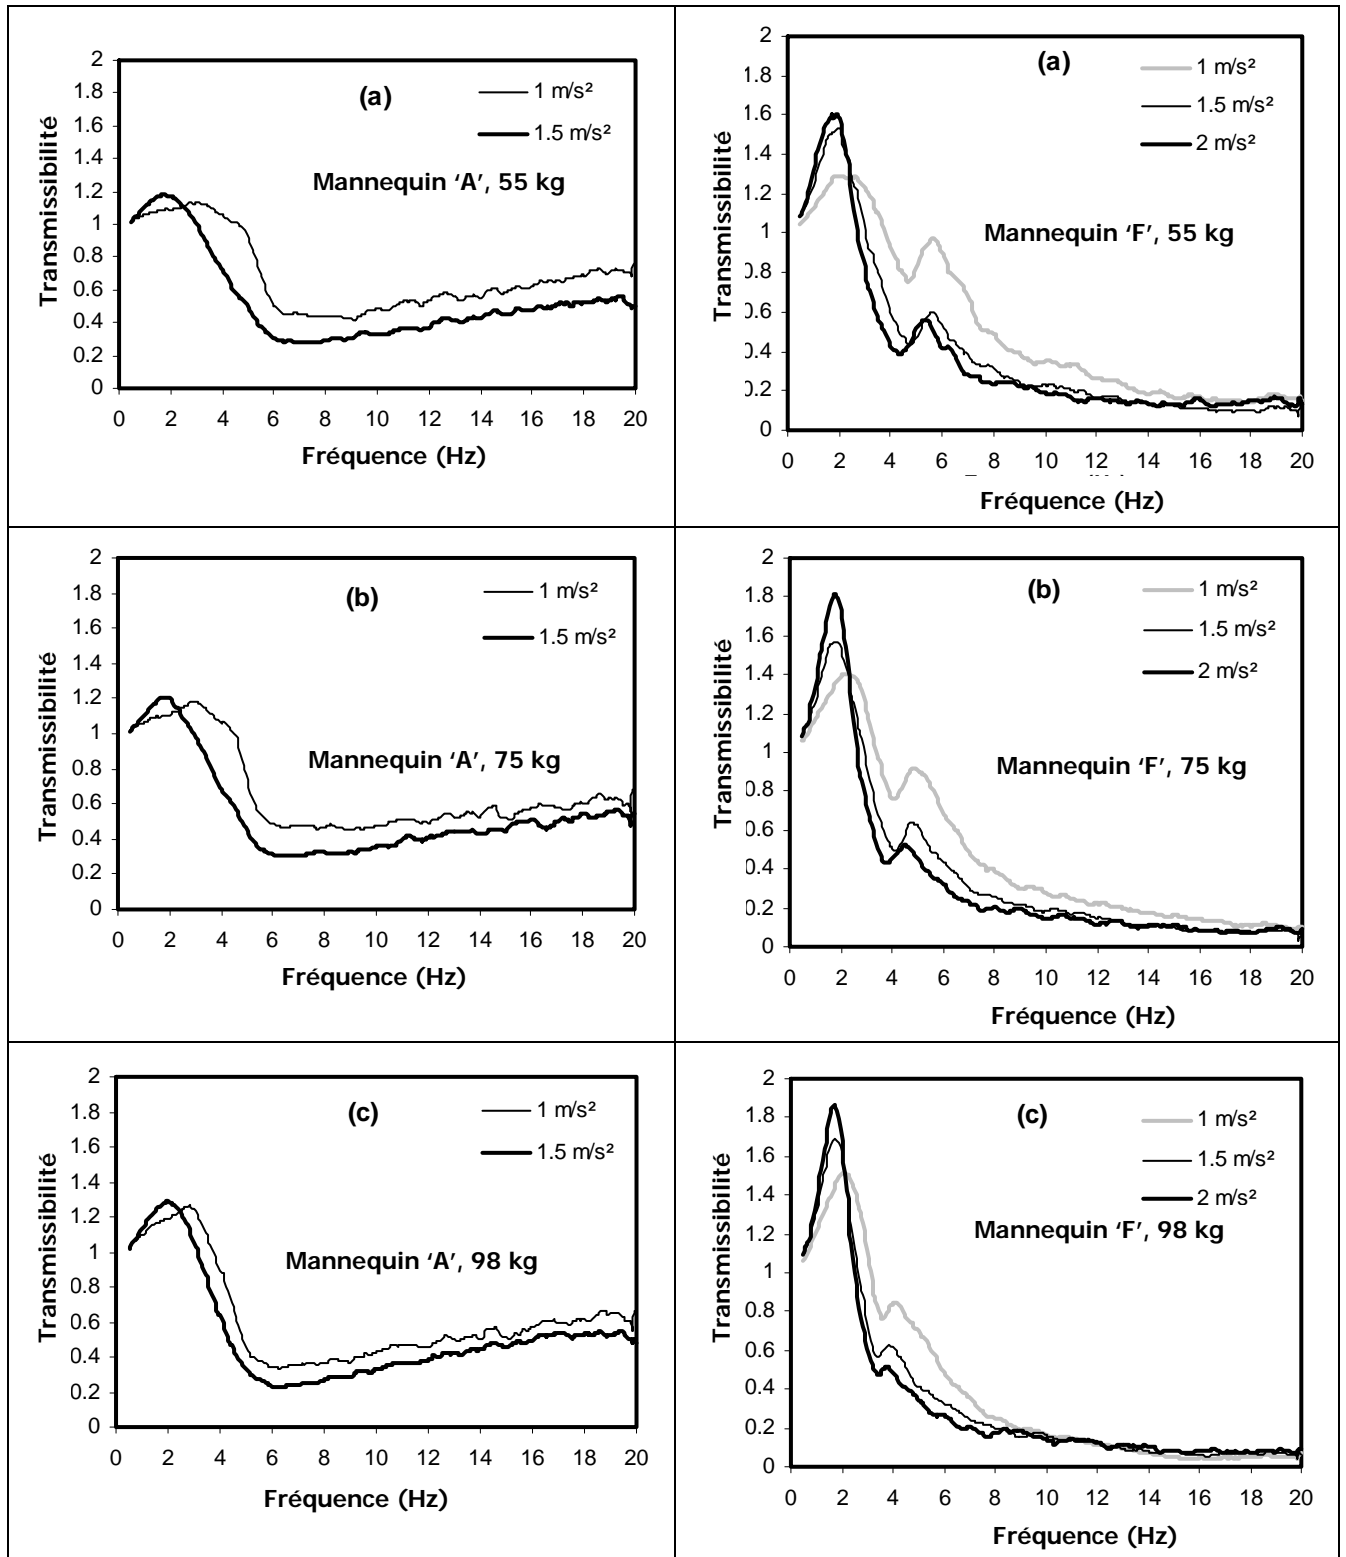 2
1.8
1.6
1.4
1.2
1
0.8
0.6
0.4
0.2
0
0 2 4 6 8 10 12 14 16 18 20
Transmissibilité
Fréquence (Hz)
(a)
1 m/s²
1.5 m/s²
Mannequin ‘A’, 55 kg
2
1.8
1.6
1.4
1.2
1
0.8
0.6
0.4
0.2
0
0 2 4 6 8 10 12 14 16 18 20
Transmissibilité
Fréquence (Hz)
(a)
1 m/s²
1.5 m/s²
2 m/s²
Mannequin ‘F’, 55 kg
2
1.8
1.6
1.4
1.2
1
0.8
0.6
0.4
0.2
0
0 2 4 6 8 10 12 14 16 18 20
Transmissibilité
Fréquence (Hz)
(b)
1 m/s²
1.5 m/s²
Mannequin ‘A’, 75 kg
2
1.8
1.6
1.4
1.2
1
0.8
0.6
0.4
0.2
0
0 2 4 6 8 10 12 14 16 18 20
Transmissibilité
Fréquence (Hz)
(b)
1 m/s²
1.5 m/s²
2 m/s²
Mannequin ‘F’, 75 kg
2
1.8
1.6
1.4
1.2
1
0.8
0.6
0.4
0.2
0
0 2 4 6 8 10 12 14 16 18 20
Transmissibilité
Fréquence (Hz)
(c)
1 m/s²
1.5 m/s²
Mannequin ‘A’, 98 kg
2
1.8
1.6
1.4
1.2
1
0.8
0.6
0.4
0.2
0
0 2 4 6 8 10 12 14 16 18 20
Transmissibilité
Fréquence (Hz)
(c)
1 m/s²
1.5 m/s²
2 m/s²
Mannequin ‘F’, 98 kg